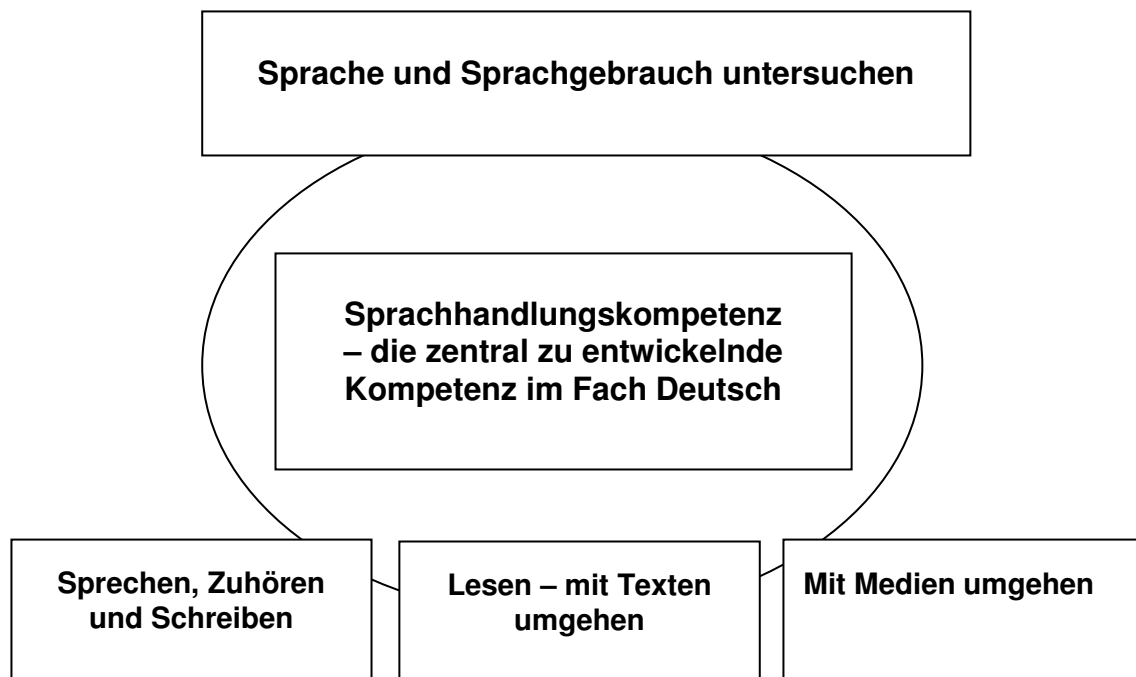 Sprache und Sprachgebrauch untersuchen
Sprachhandlungskompetenz
– die zentral zu entwickelnde
Kompetenz im Fach Deutsch
Sprechen, Zuhören
und Schreiben
Lesen – mit Texten
umgehen
Mit Medien umgehen